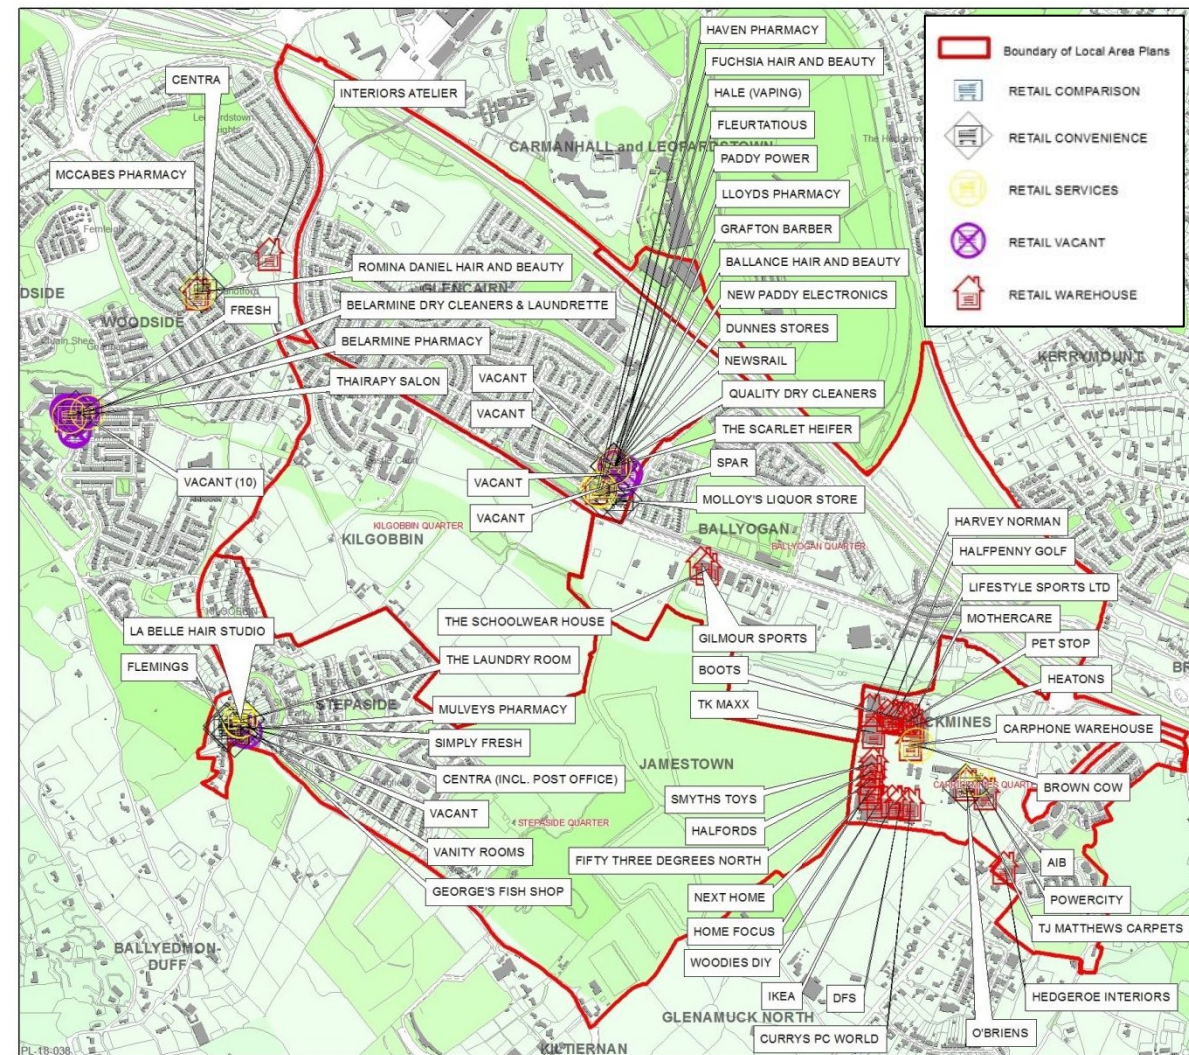 HAVEN PHARMACY
FUCHSIA HAIR AND BEAUTY
HALE (VAPING)
FLEURTATIOUS
PADDY POWER
LLOYDS PHARMACY
GRAFTON BARBER
BALLANCE HAIR AND BEAUTY
NEW PADDY ELECTRONICS
DUNNES STORES
NEWSRAIL
QUALITY DRY CLEANERS
THE SCARLET HEIFER
SPAR
MOLLOY'S LIQUOR STORE
Boundary of Local Area Plans
RETAIL COMPARISON
RETAIL CONVENIENCE
RETAIL SERVICES
RETAIL VACANT
RETAIL WAREHOUSE
CENTRA
INTERIORS ATELIER
CARMANHALL and LEOPARDSTOWN
MCCABES PHARMACY
ROMINA DANIEL HAIR AND BEAUTY
GLENCAIRN
BELARMINE DRY CLEANERS & LAUNDRETTE
FRESH
WOODSIDE
BELARMINE PHARMACY
THAIRAPY SALON
VACANT
VACANT
KERRYMOUNT
VACANT (10)
VACANT
VACANT
KILGOBBIN QUARTER
KILGOBBIN
BALLYOGAN
BALLYOGAN QUARTER
HARVEY NORMAN
HALFPENNY GOLF
LIFESTYLE SPORTS LTD
MOTHERCARE
PET STOP
HEATONS
CARPHONE WAREHOUSE
BROWN COW
LA BELLE HAIR STUDIO
THE SCHOOLWEAR HOUSE
GILMOUR SPORTS
FLEMINGS
THE LAUNDRY ROOM
BOOTS
STEPASIDE
MULVEYS PHARMACY
TK MAXX
SIMPLY FRESH
CENTRA (INCL. POST OFFICE)
JAMESTOWN
VACANT
SMYTHS TOYS
STEPASIDE QUARTER
HALFORDS
VANITY ROOMS
FIFTY THREE DEGREES NORTH
AIB
GEORGE'S FISH SHOP
NEXT HOME
POWERCITY
HOME FOCUS
TJ MATTHEWS CARPETS
BALLYEDMON-
DUFF
WOODIES DIY
IKEA
DFS
HEDGEROE INTERIORS
GLENAMUCK NORTH
O'BRIENS
CURRYS PC WORLD
KILTIERNAN
PL-18-038